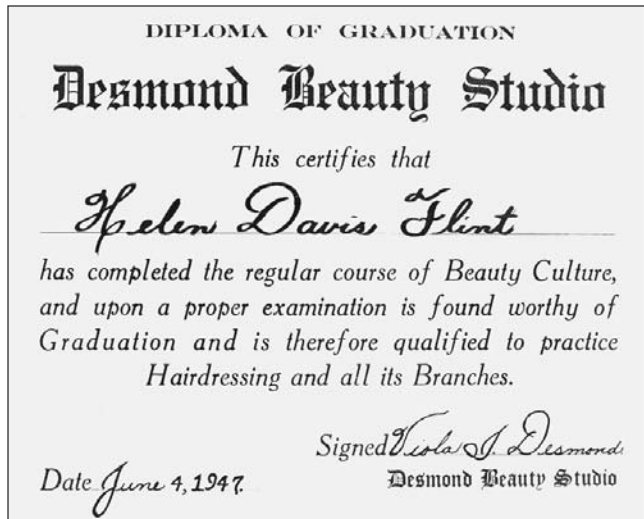 DIPLOMA OF GRADUATION
Desmond Beauty Studio
This certifies that
Helen Davis Flint
has completed the regular course of Beauty Culture,
and upon a proper examination is found worthy of
Graduation and is therefore qualified to practice
Hairdressing and all its Branches.
Signed Viola I. Desmond
Date June 4, 1947. Desmond Beauty Studio